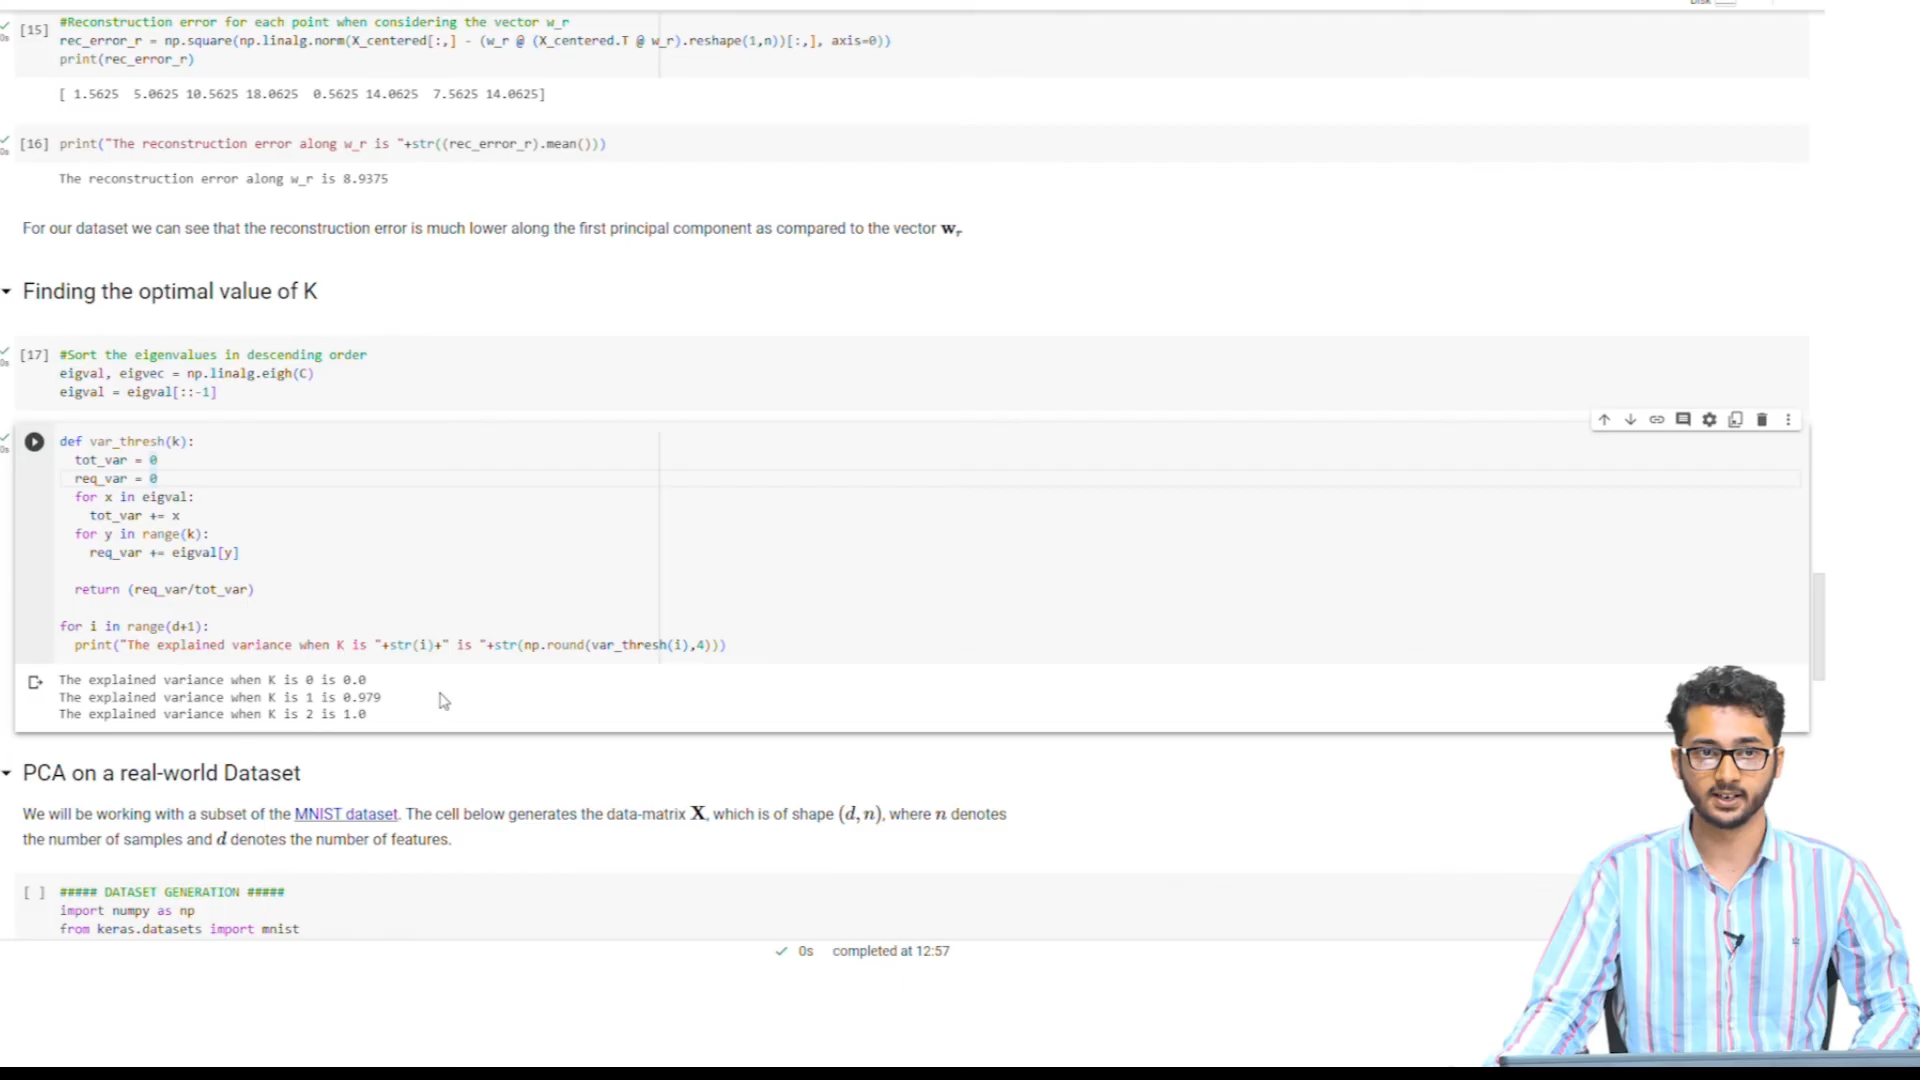 [15] #Reconstruction error for each point when considering the vector w_r
rec_error_r = np.square(np.linalg.norm(X_centered[:,] - (w_r @ (X_centered.T @ w_r).reshape(1,n))[:,], axis=0))
print(rec_error_r)
[ 1.5625 5.0625 10.5625 18.0625 0.5625 14.0625 7.5625 14.0625]
[16] print("The reconstruction error along w_r is "+str((rec_error_r).mean()))
The reconstruction error along w_r is 8.9375
For our dataset we can see that the reconstruction error is much lower along the first principal component as compared to the vector wᵣ
Finding the optimal value of K
[17] #Sort the eigenvalues in descending order
eigval, eigvec = np.linalg.eigh(C)
eigval = eigval[::-1]
def var_thresh(k):
tot_var = 0
req_var = 0
for x in eigval:
tot_var += x
for y in range(k):
req_var += eigval[y]
return (req_var/tot_var)
for i in range(d+1):
print("The explained variance when K is "+str(i)+" is "+str(np.round(var_thresh(i),4)))
The explained variance when K is 0 is 0.0
The explained variance when K is 1 is 0.979
The explained variance when K is 2 is 1.0
PCA on a real-world Dataset
We will be working with a subset of the MNIST dataset. The cell below generates the data-matrix X, which is of shape (d, n), where n denotes
the number of samples and d denotes the number of features.
[ ] ##### DATASET GENERATION #####
import numpy as np
from keras.datasets import mnist
0s completed at 12:57